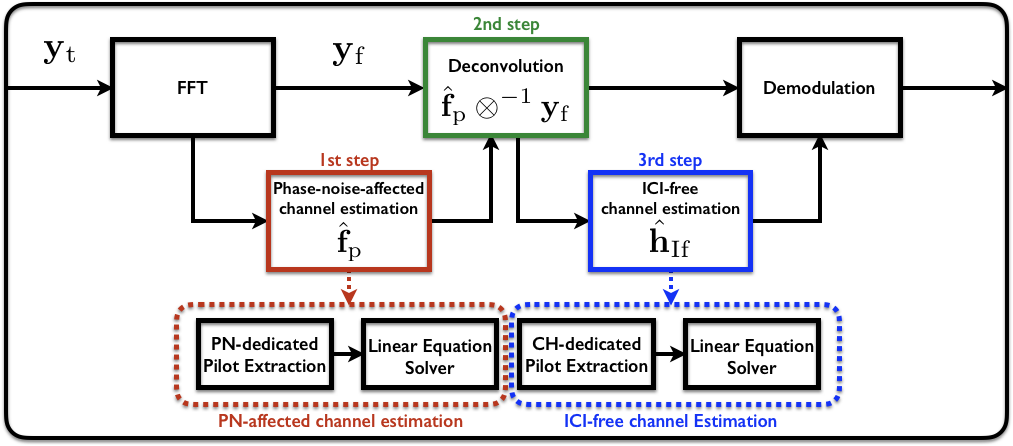 2nd step
y_t
y_f
FFT
Deconvolution
f̂_p ⊗⁻¹ y_f
Demodulation
1st step
Phase-noise-affected
channel estimation
f̂_p
3rd step
ICI-free
channel estimation
ĥ_If
PN-dedicated
Pilot Extraction
Linear Equation
Solver
CH-dedicated
Pilot Extraction
Linear Equation
Solver
PN-affected channel estimation
ICI-free channel Estimation